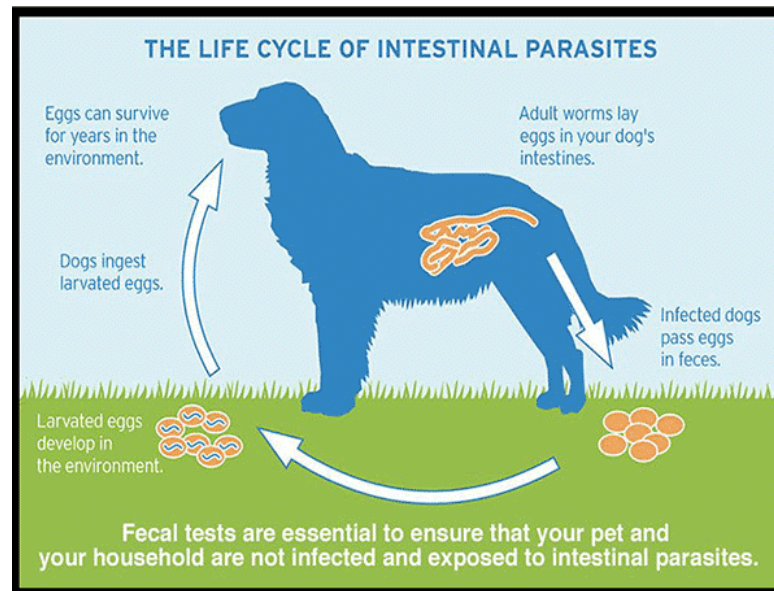 THE LIFE CYCLE OF INTESTINAL PARASITES
Eggs can survive
for years in the
environment.
Adult worms lay
eggs in your dog's
intestines.
Dogs ingest
larvated eggs.
Infected dogs
pass eggs
in feces.
Larvated eggs
develop in
the environment.
Fecal tests are essential to ensure that your pet and
your household are not infected and exposed to intestinal parasites.